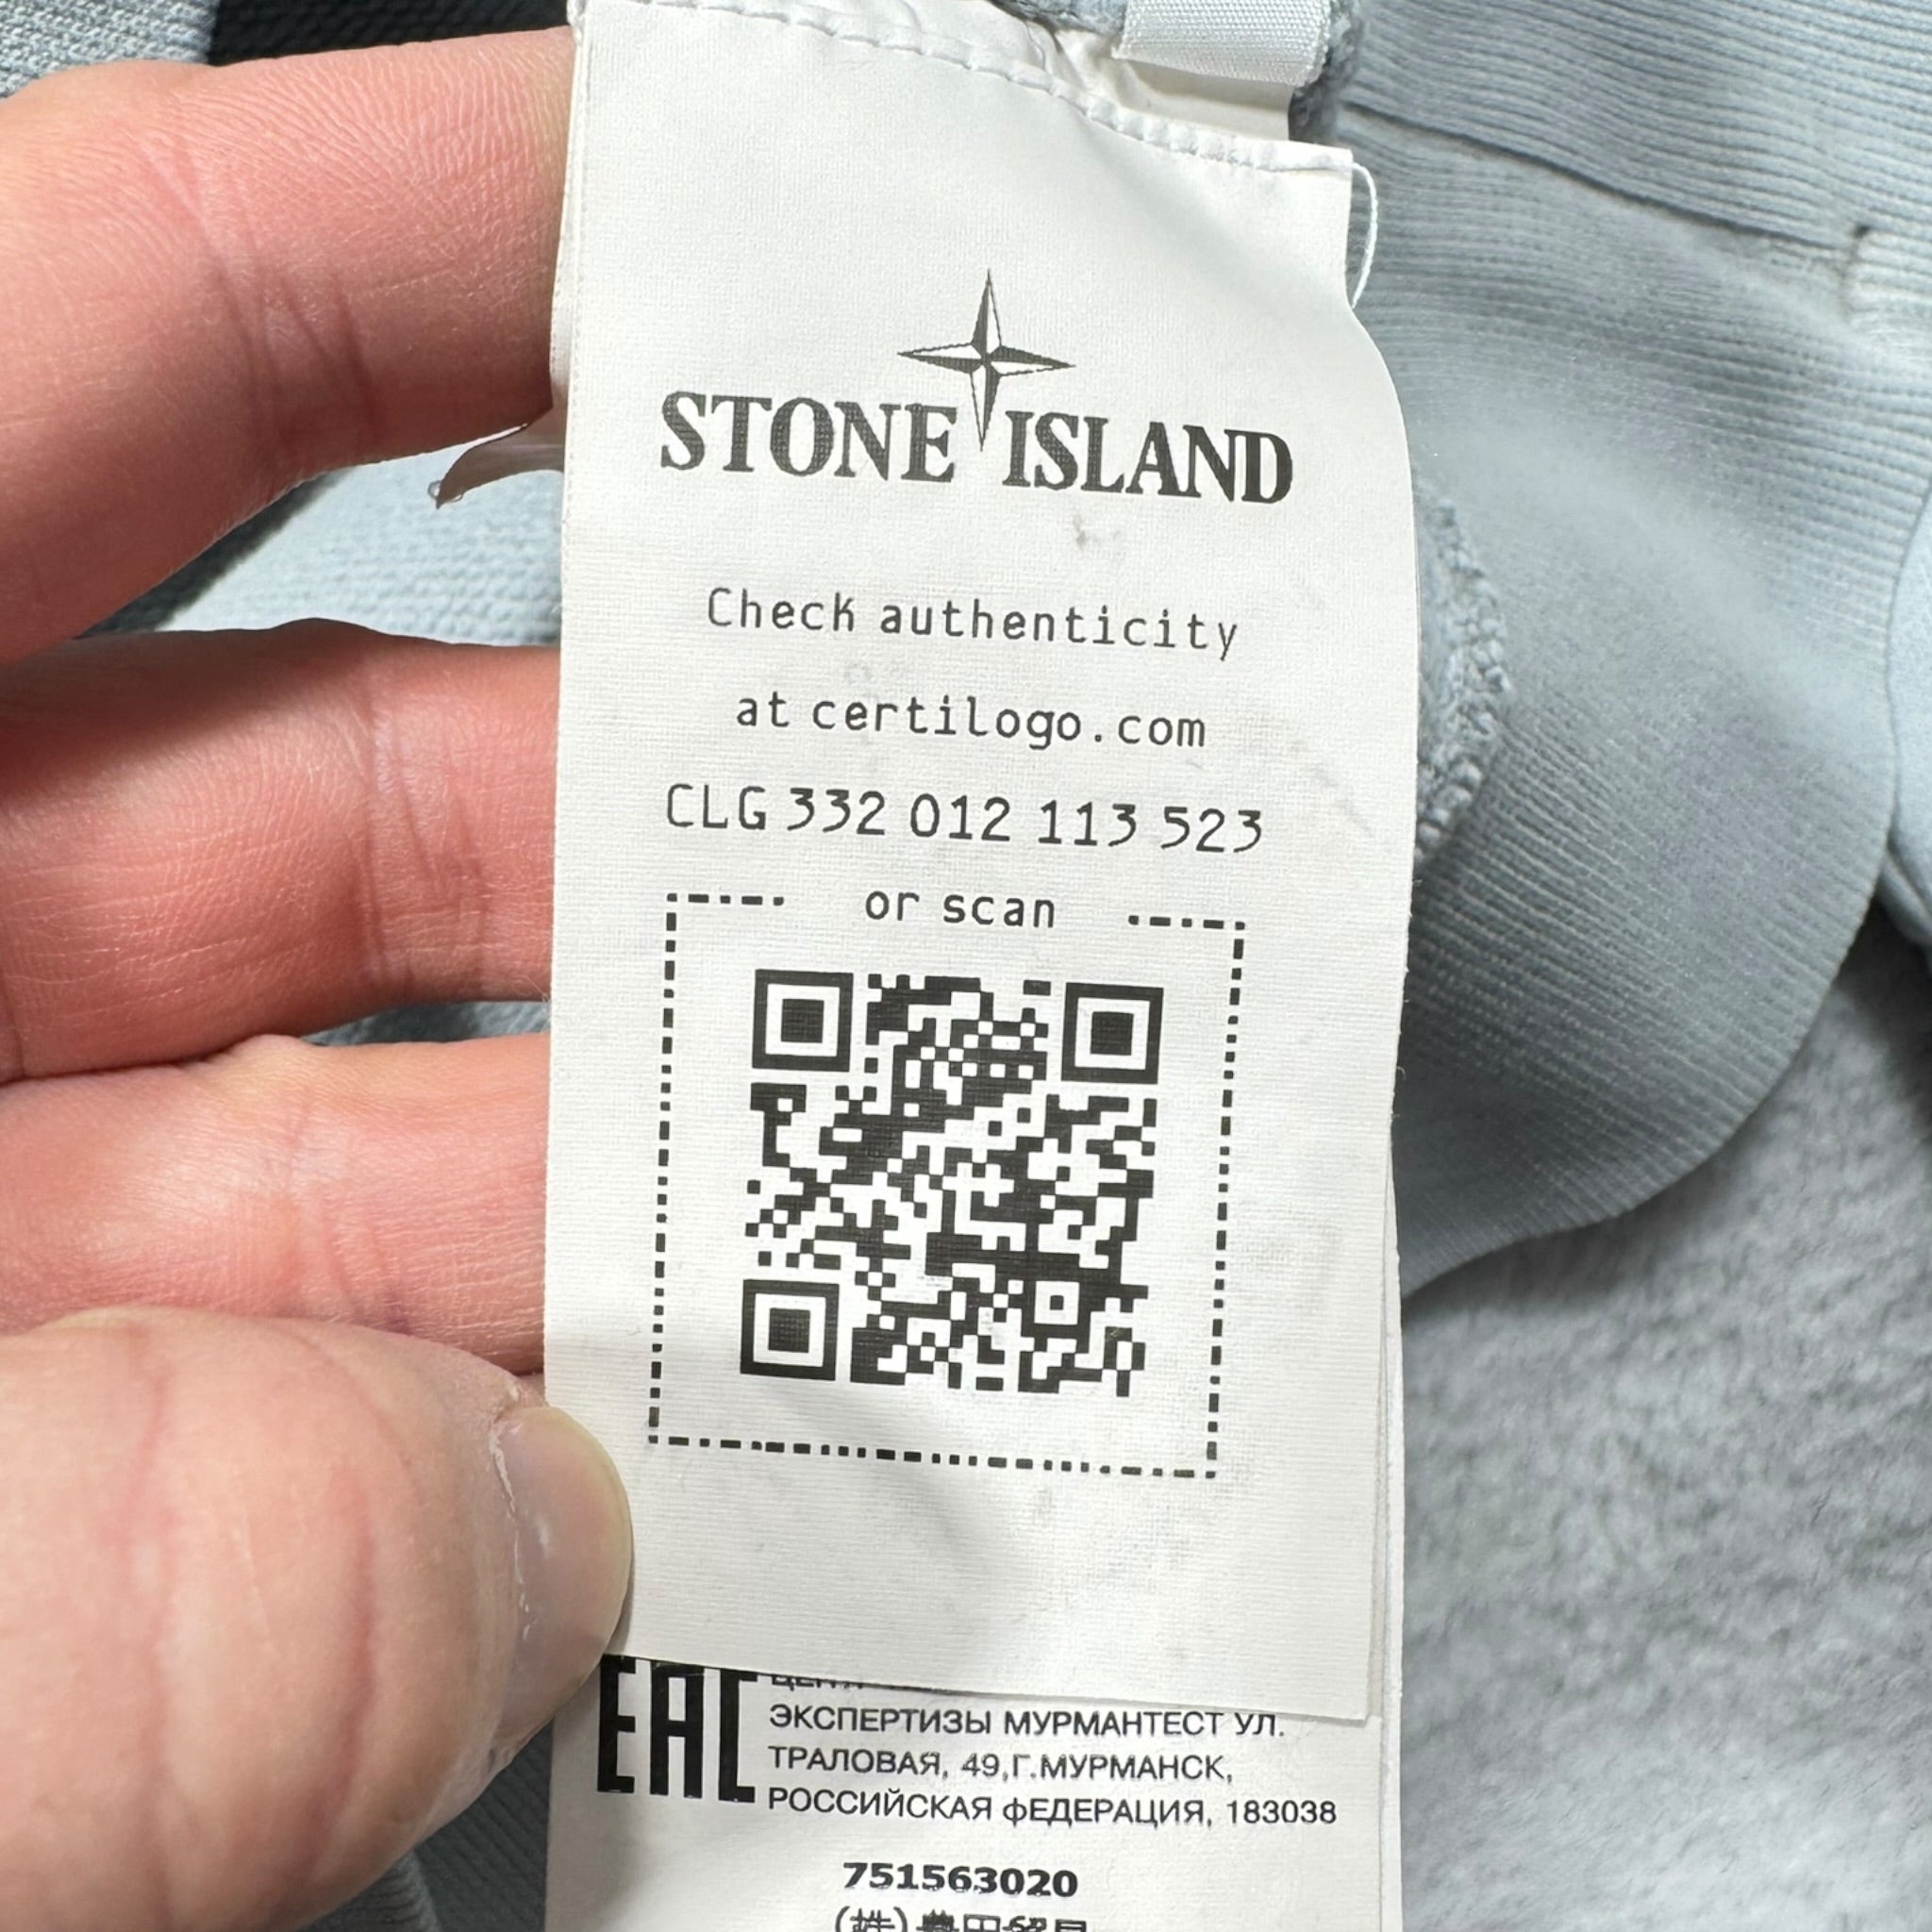 STONE ISLAND
Check authenticity
at certilogo.com
CLG 332 012 113 523
or scan
EAC
ЭКСПЕРТИЗЫ МУРМАНТЕСТ УЛ.
ТРАЛОВАЯ, 49,Г.МУРМАНСК,
РОССИЙСКАЯ ФЕДЕРАЦИЯ, 183038
751563020